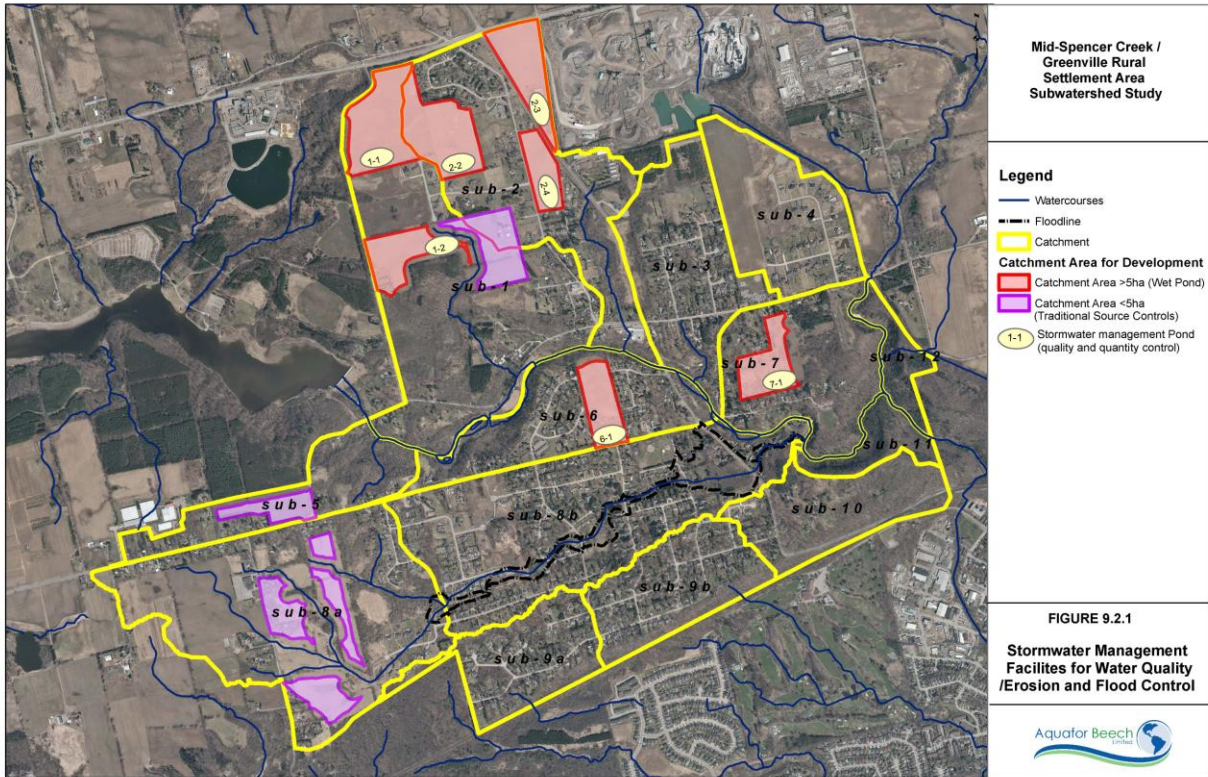 Mid-Spencer Creek /
Greenville Rural
Settlement Area
Subwatershed Study
Legend
Watercourses
Floodline
Catchment
Catchment Area for Development
Catchment Area >5ha (Wet Pond)
Catchment Area <5ha
(Traditional Source Controls)
1-1
Stormwater management Pond
(quality and quantity control)
FIGURE 9.2.1
Stormwater Management
Facilites for Water Quality
/Erosion and Flood Control
Aquafor Beech
Limited
2-3
1-1
2-2
2-4
sub-2
sub-4
1-2
sub-3
sub-1
sub-7
sub-12
7-1
sub-6
6-1
sub-11
sub-5
sub-8b
sub-10
sub-9b
sub-8a
sub-9a